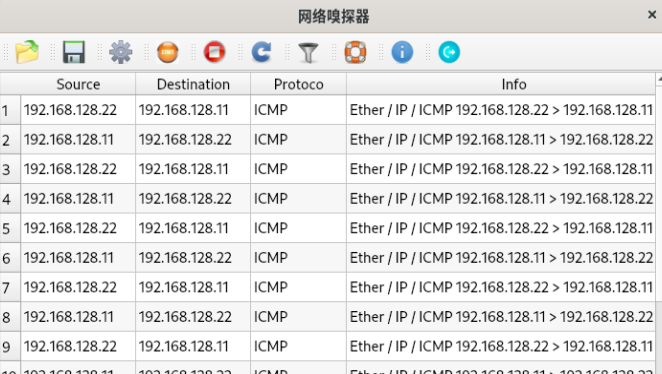 网络嗅探器
Source Destination Protoco Info
1 192.168.128.22 192.168.128.11 ICMP Ether / IP / ICMP 192.168.128.22 > 192.168.128.11
2 192.168.128.11 192.168.128.22 ICMP Ether / IP / ICMP 192.168.128.11 > 192.168.128.22
3 192.168.128.22 192.168.128.11 ICMP Ether / IP / ICMP 192.168.128.22 > 192.168.128.11
4 192.168.128.11 192.168.128.22 ICMP Ether / IP / ICMP 192.168.128.11 > 192.168.128.22
5 192.168.128.22 192.168.128.11 ICMP Ether / IP / ICMP 192.168.128.22 > 192.168.128.11
6 192.168.128.11 192.168.128.22 ICMP Ether / IP / ICMP 192.168.128.11 > 192.168.128.22
7 192.168.128.22 192.168.128.11 ICMP Ether / IP / ICMP 192.168.128.22 > 192.168.128.11
8 192.168.128.11 192.168.128.22 ICMP Ether / IP / ICMP 192.168.128.11 > 192.168.128.22
9 192.168.128.22 192.168.128.11 ICMP Ether / IP / ICMP 192.168.128.22 > 192.168.128.11